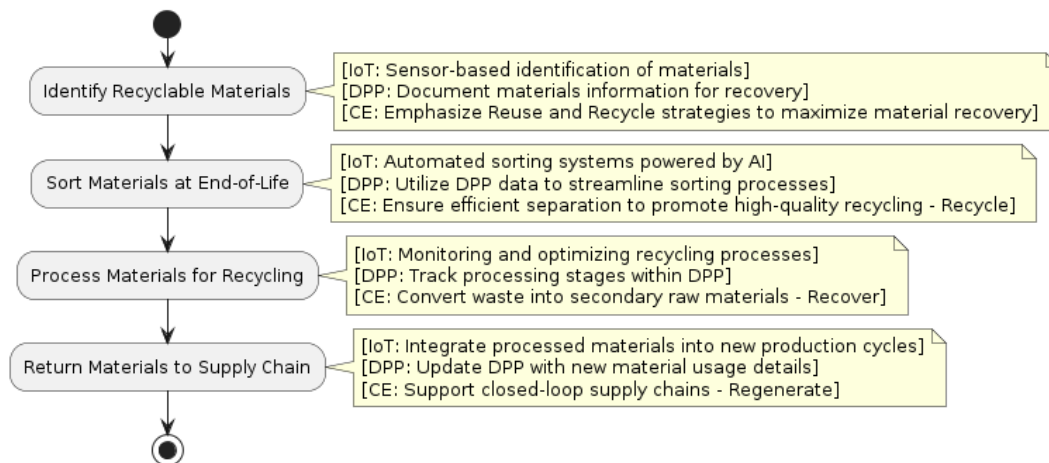 Identify Recyclable Materials
[IoT: Sensor-based identification of materials]
[DPP: Document materials information for recovery]
[CE: Emphasize Reuse and Recycle strategies to maximize material recovery]
Sort Materials at End-of-Life
[IoT: Automated sorting systems powered by AI]
[DPP: Utilize DPP data to streamline sorting processes]
[CE: Ensure efficient separation to promote high-quality recycling - Recycle]
Process Materials for Recycling
[IoT: Monitoring and optimizing recycling processes]
[DPP: Track processing stages within DPP]
[CE: Convert waste into secondary raw materials - Recover]
Return Materials to Supply Chain
[IoT: Integrate processed materials into new production cycles]
[DPP: Update DPP with new material usage details]
[CE: Support closed-loop supply chains - Regenerate]